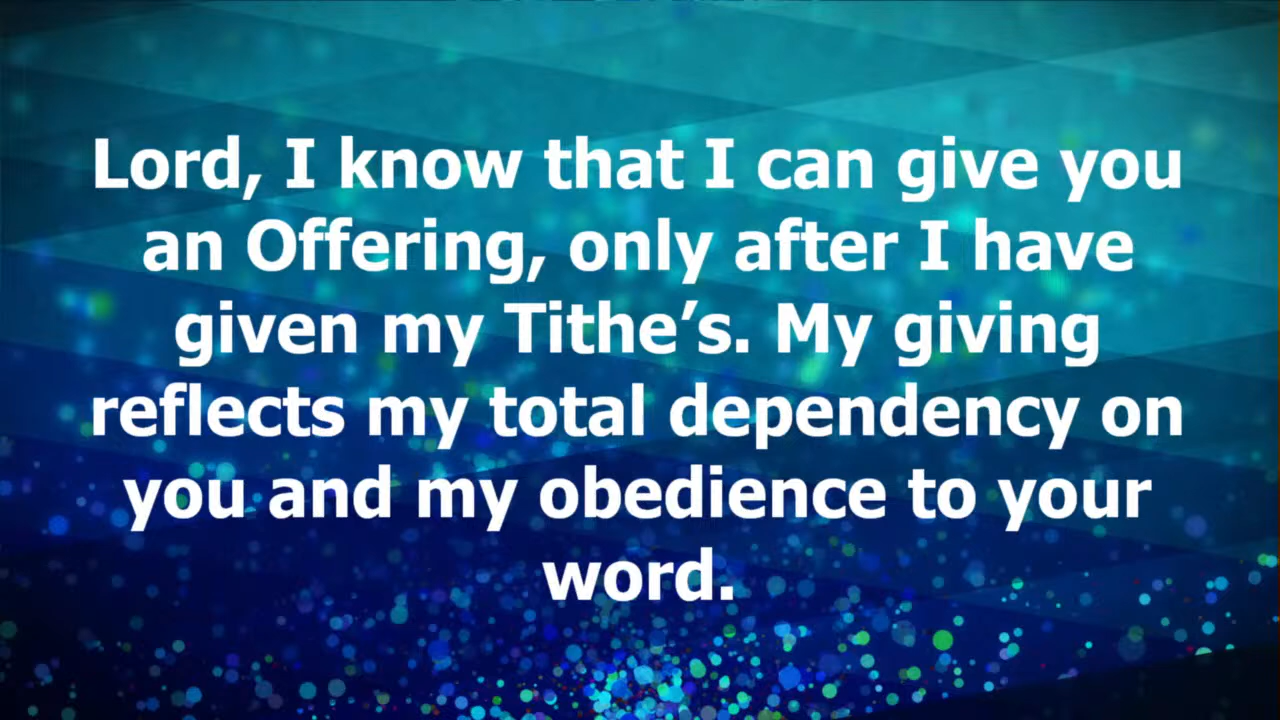 Lord, I know that I can give you
an Offering, only after I have
given my Tithe’s. My giving
reflects my total dependency on
you and my obedience to your
word.